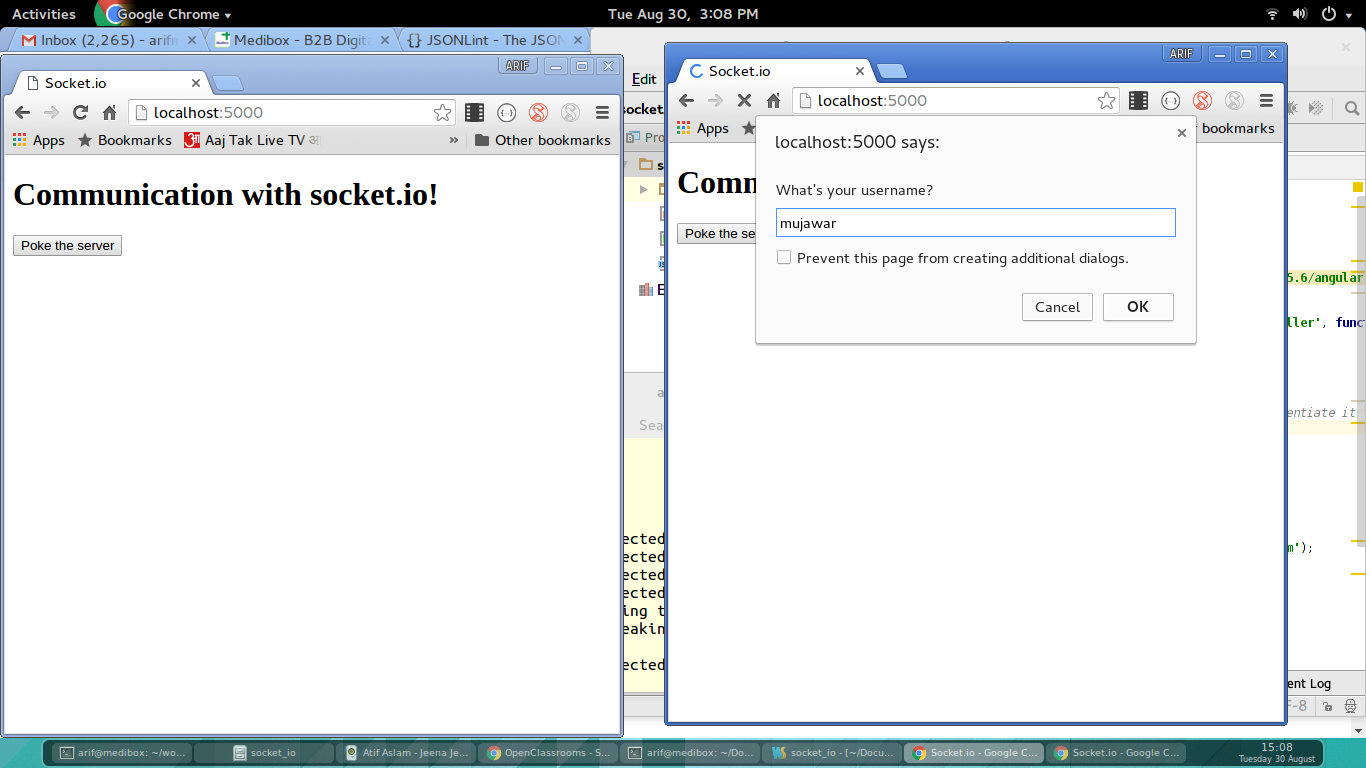 Activities Google Chrome Tue Aug 30, 3:08 PM
Inbox (2,265) - arifm Medibox - B2B Digita {} JSONLint - The JSON
ARIF
Socket.io
localhost:5000
Apps Bookmarks Aaj Tak Live TV आ » Other bookmarks
Communication with socket.io!
Poke the server
Edit
socket.
Pro
s
E
a
Sea
ected
ected
ected
ected
ing t
eakin
ected
ARIF
Socket.io
localhost:5000
Apps bookmarks
Comm
Poke the se
localhost:5000 says:
What's your username?
mujawar
Prevent this page from creating additional dialogs.
Cancel OK
5.6/angular
ller', funct
entiate it
m');
ent Log
F-8
arif@medibox: ~/wo... socket_io Atif Aslam - Jeena Je... OpenClassrooms - S... arif@medibox: ~/Do... socket_io - [~/Docu... Socket.io - Google C... Socket.io - Google C... 15:08
Tuesday 30 August